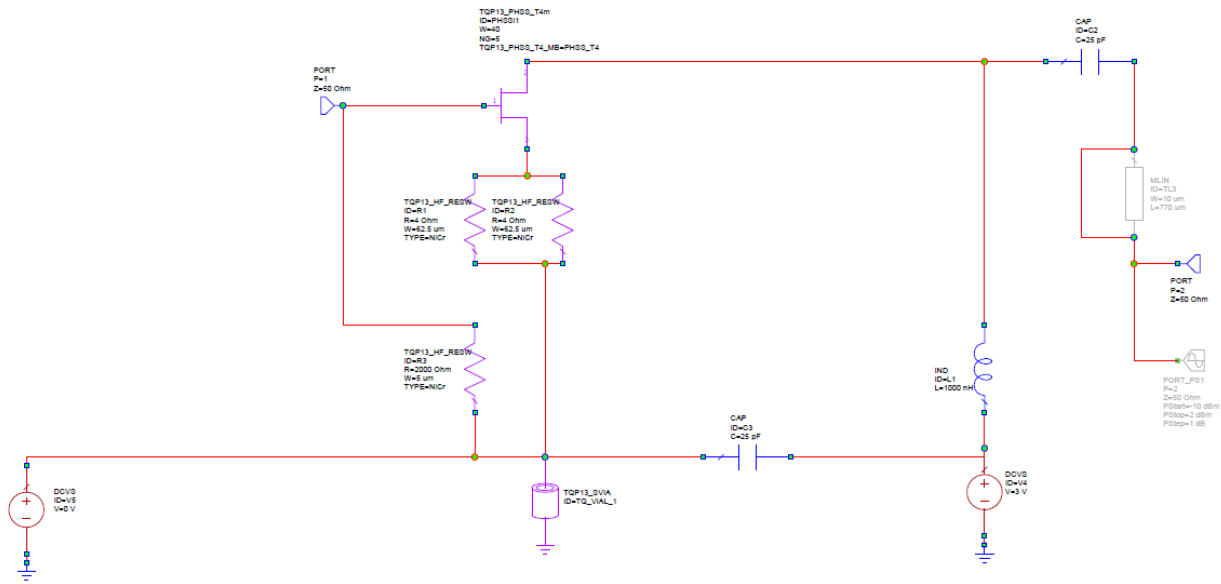 TQP13_PHSS_T4m
ID=PHSSI1
W=40
NG=5
TQP13_PHSS_T4_MB=PHSS_T4
2
1
3
PORT
P=1
Z=50 Ohm
CAP
ID=C2
C=25 pF
MLIN
ID=TL3
W=10 um
L=770 um
TQP13_HF_RESW
ID=R1
R=4 Ohm
W=62.5 um
TYPE=NiCr
TQP13_HF_RESW
ID=R2
R=4 Ohm
W=62.5 um
TYPE=NiCr
PORT
P=2
Z=50 Ohm
TQP13_HF_RESW
ID=R3
R=2000 Ohm
W=5 um
TYPE=NiCr
IND
ID=L1
L=1000 nH
PORT_PS1
P=2
Z=50 Ohm
PStart=-10 dBm
PStop=2 dBm
PStep=1 dB
CAP
ID=C3
C=25 pF
DCVS
ID=V5
V=0 V
TQP13_SVIA
ID=TQ_VIAL_1
DCVS
ID=V4
V=3 V